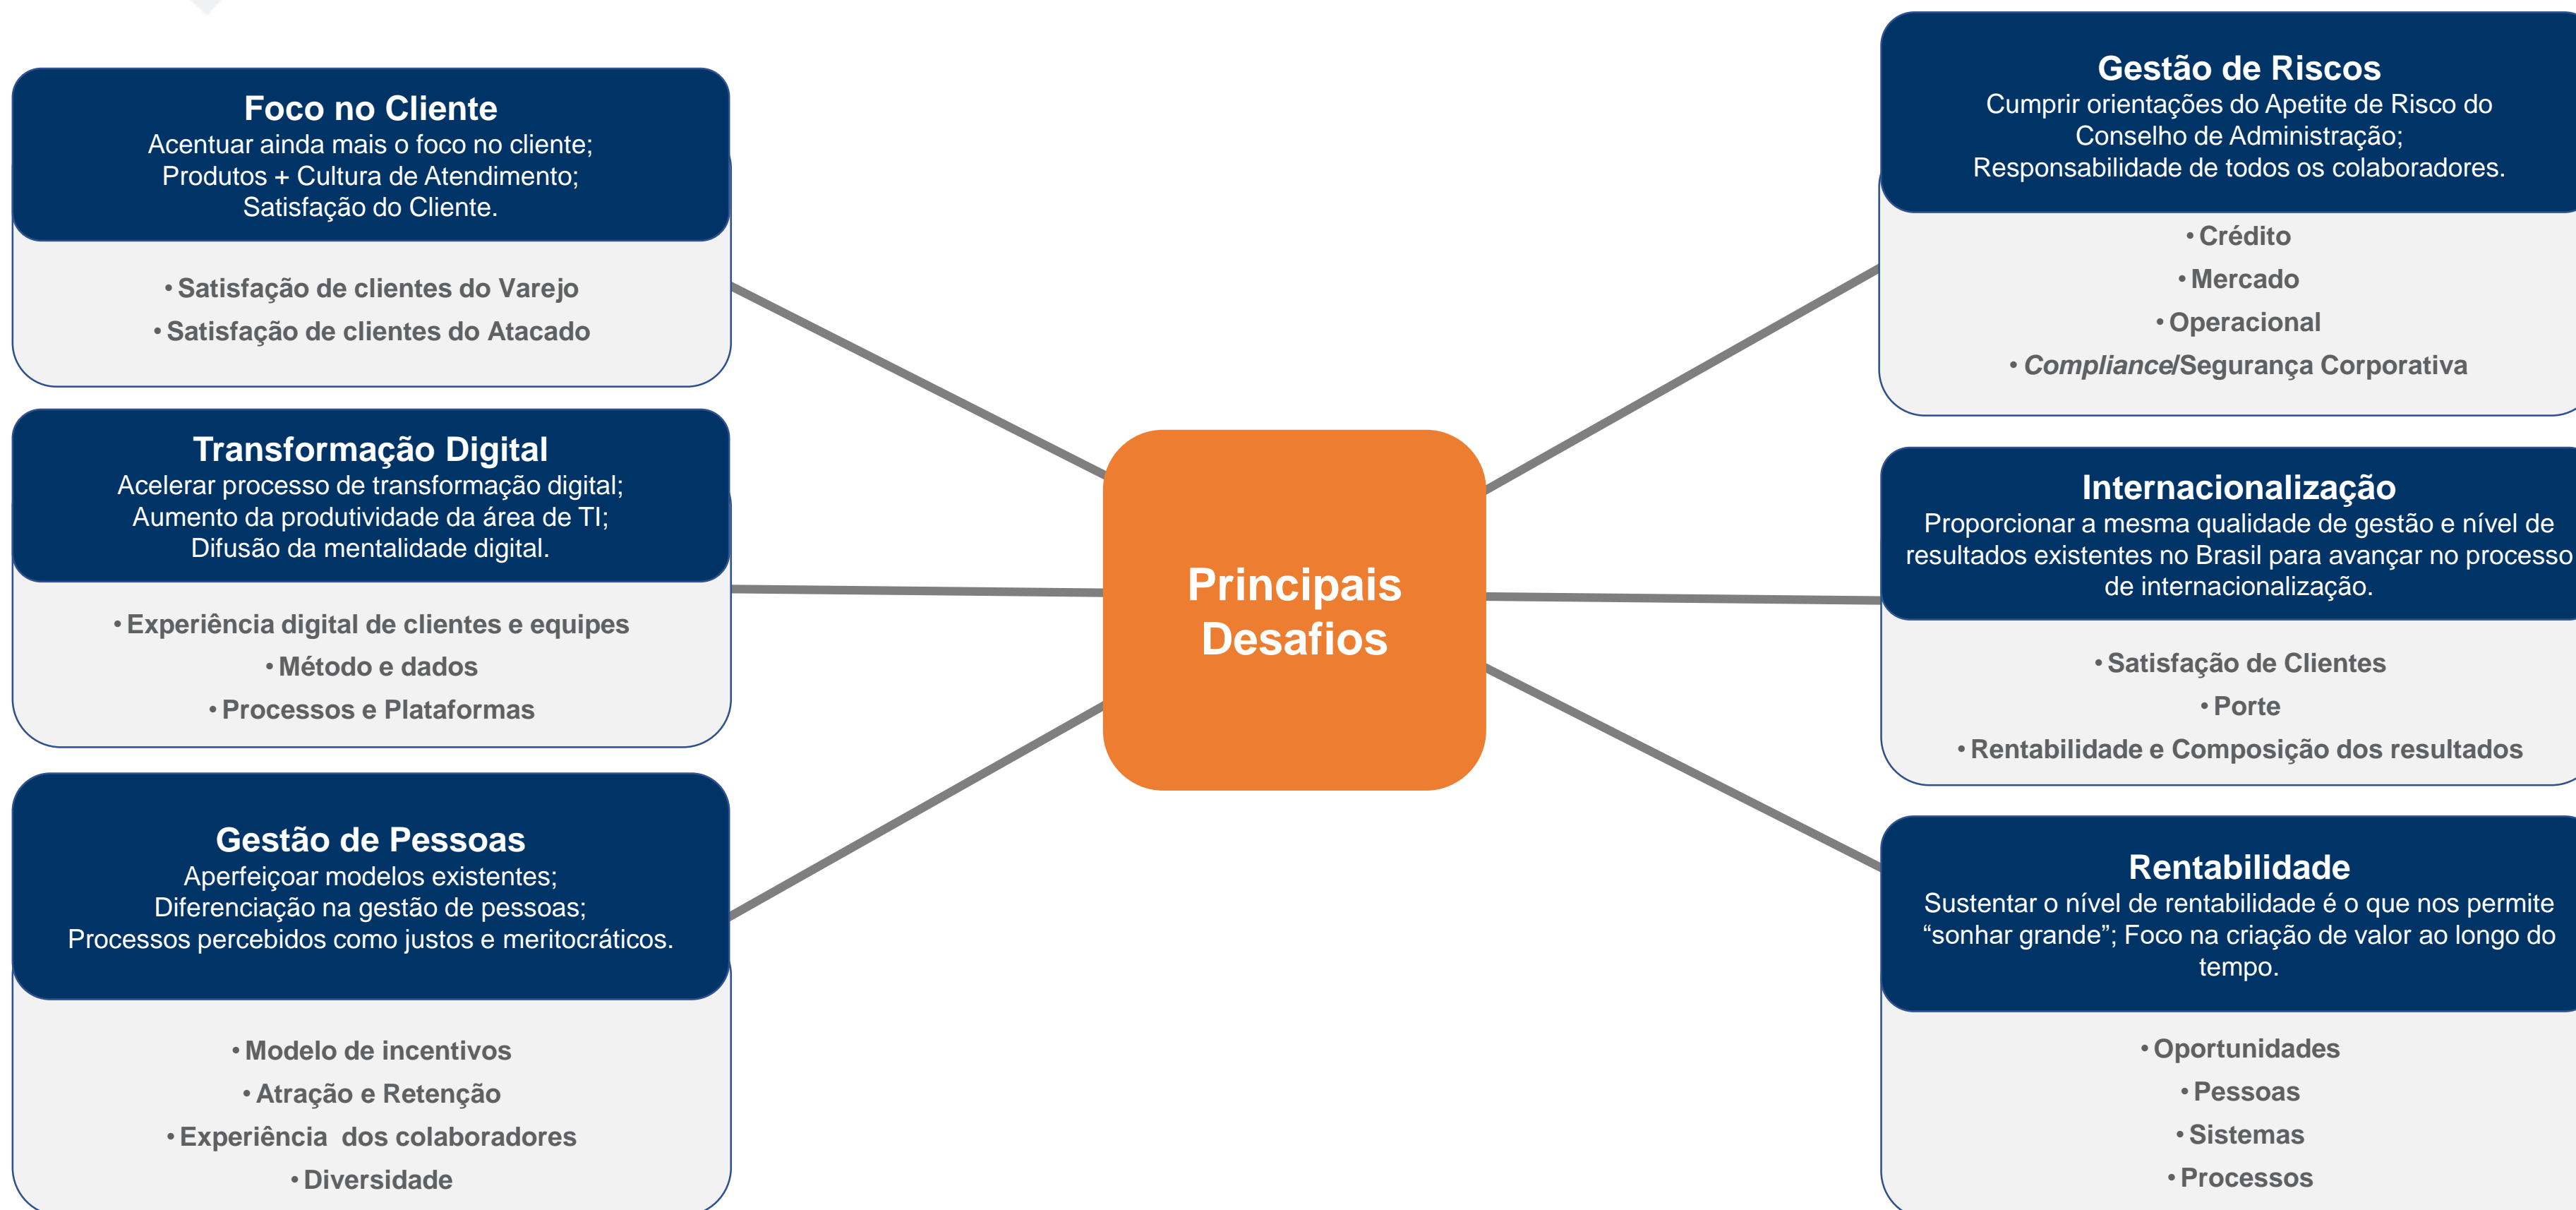 Foco no Cliente
Acentuar ainda mais o foco no cliente;
Produtos + Cultura de Atendimento;
Satisfação do Cliente.
• Satisfação de clientes do Varejo
• Satisfação de clientes do Atacado
Transformação Digital
Acelerar processo de transformação digital;
Aumento da produtividade da área de TI;
Difusão da mentalidade digital.
• Experiência digital de clientes e equipes
• Método e dados
• Processos e Plataformas
Gestão de Pessoas
Aperfeiçoar modelos existentes;
Diferenciação na gestão de pessoas;
Processos percebidos como justos e meritocráticos.
• Modelo de incentivos
• Atração e Retenção
• Experiência  dos colaboradores
• Diversidade
Principais
Desafios
Gestão de Riscos
Cumprir orientações do Apetite de Risco do
Conselho de Administração;
Responsabilidade de todos os colaboradores.
• Crédito
• Mercado
• Operacional
• Compliance/Segurança Corporativa
Internacionalização
Proporcionar a mesma qualidade de gestão e nível de
resultados existentes no Brasil para avançar no processo
de internacionalização.
• Satisfação de Clientes
• Porte
• Rentabilidade e Composição dos resultados
Rentabilidade
Sustentar o nível de rentabilidade é o que nos permite
“sonhar grande”; Foco na criação de valor ao longo do
tempo.
• Oportunidades
• Pessoas
• Sistemas
• Processos